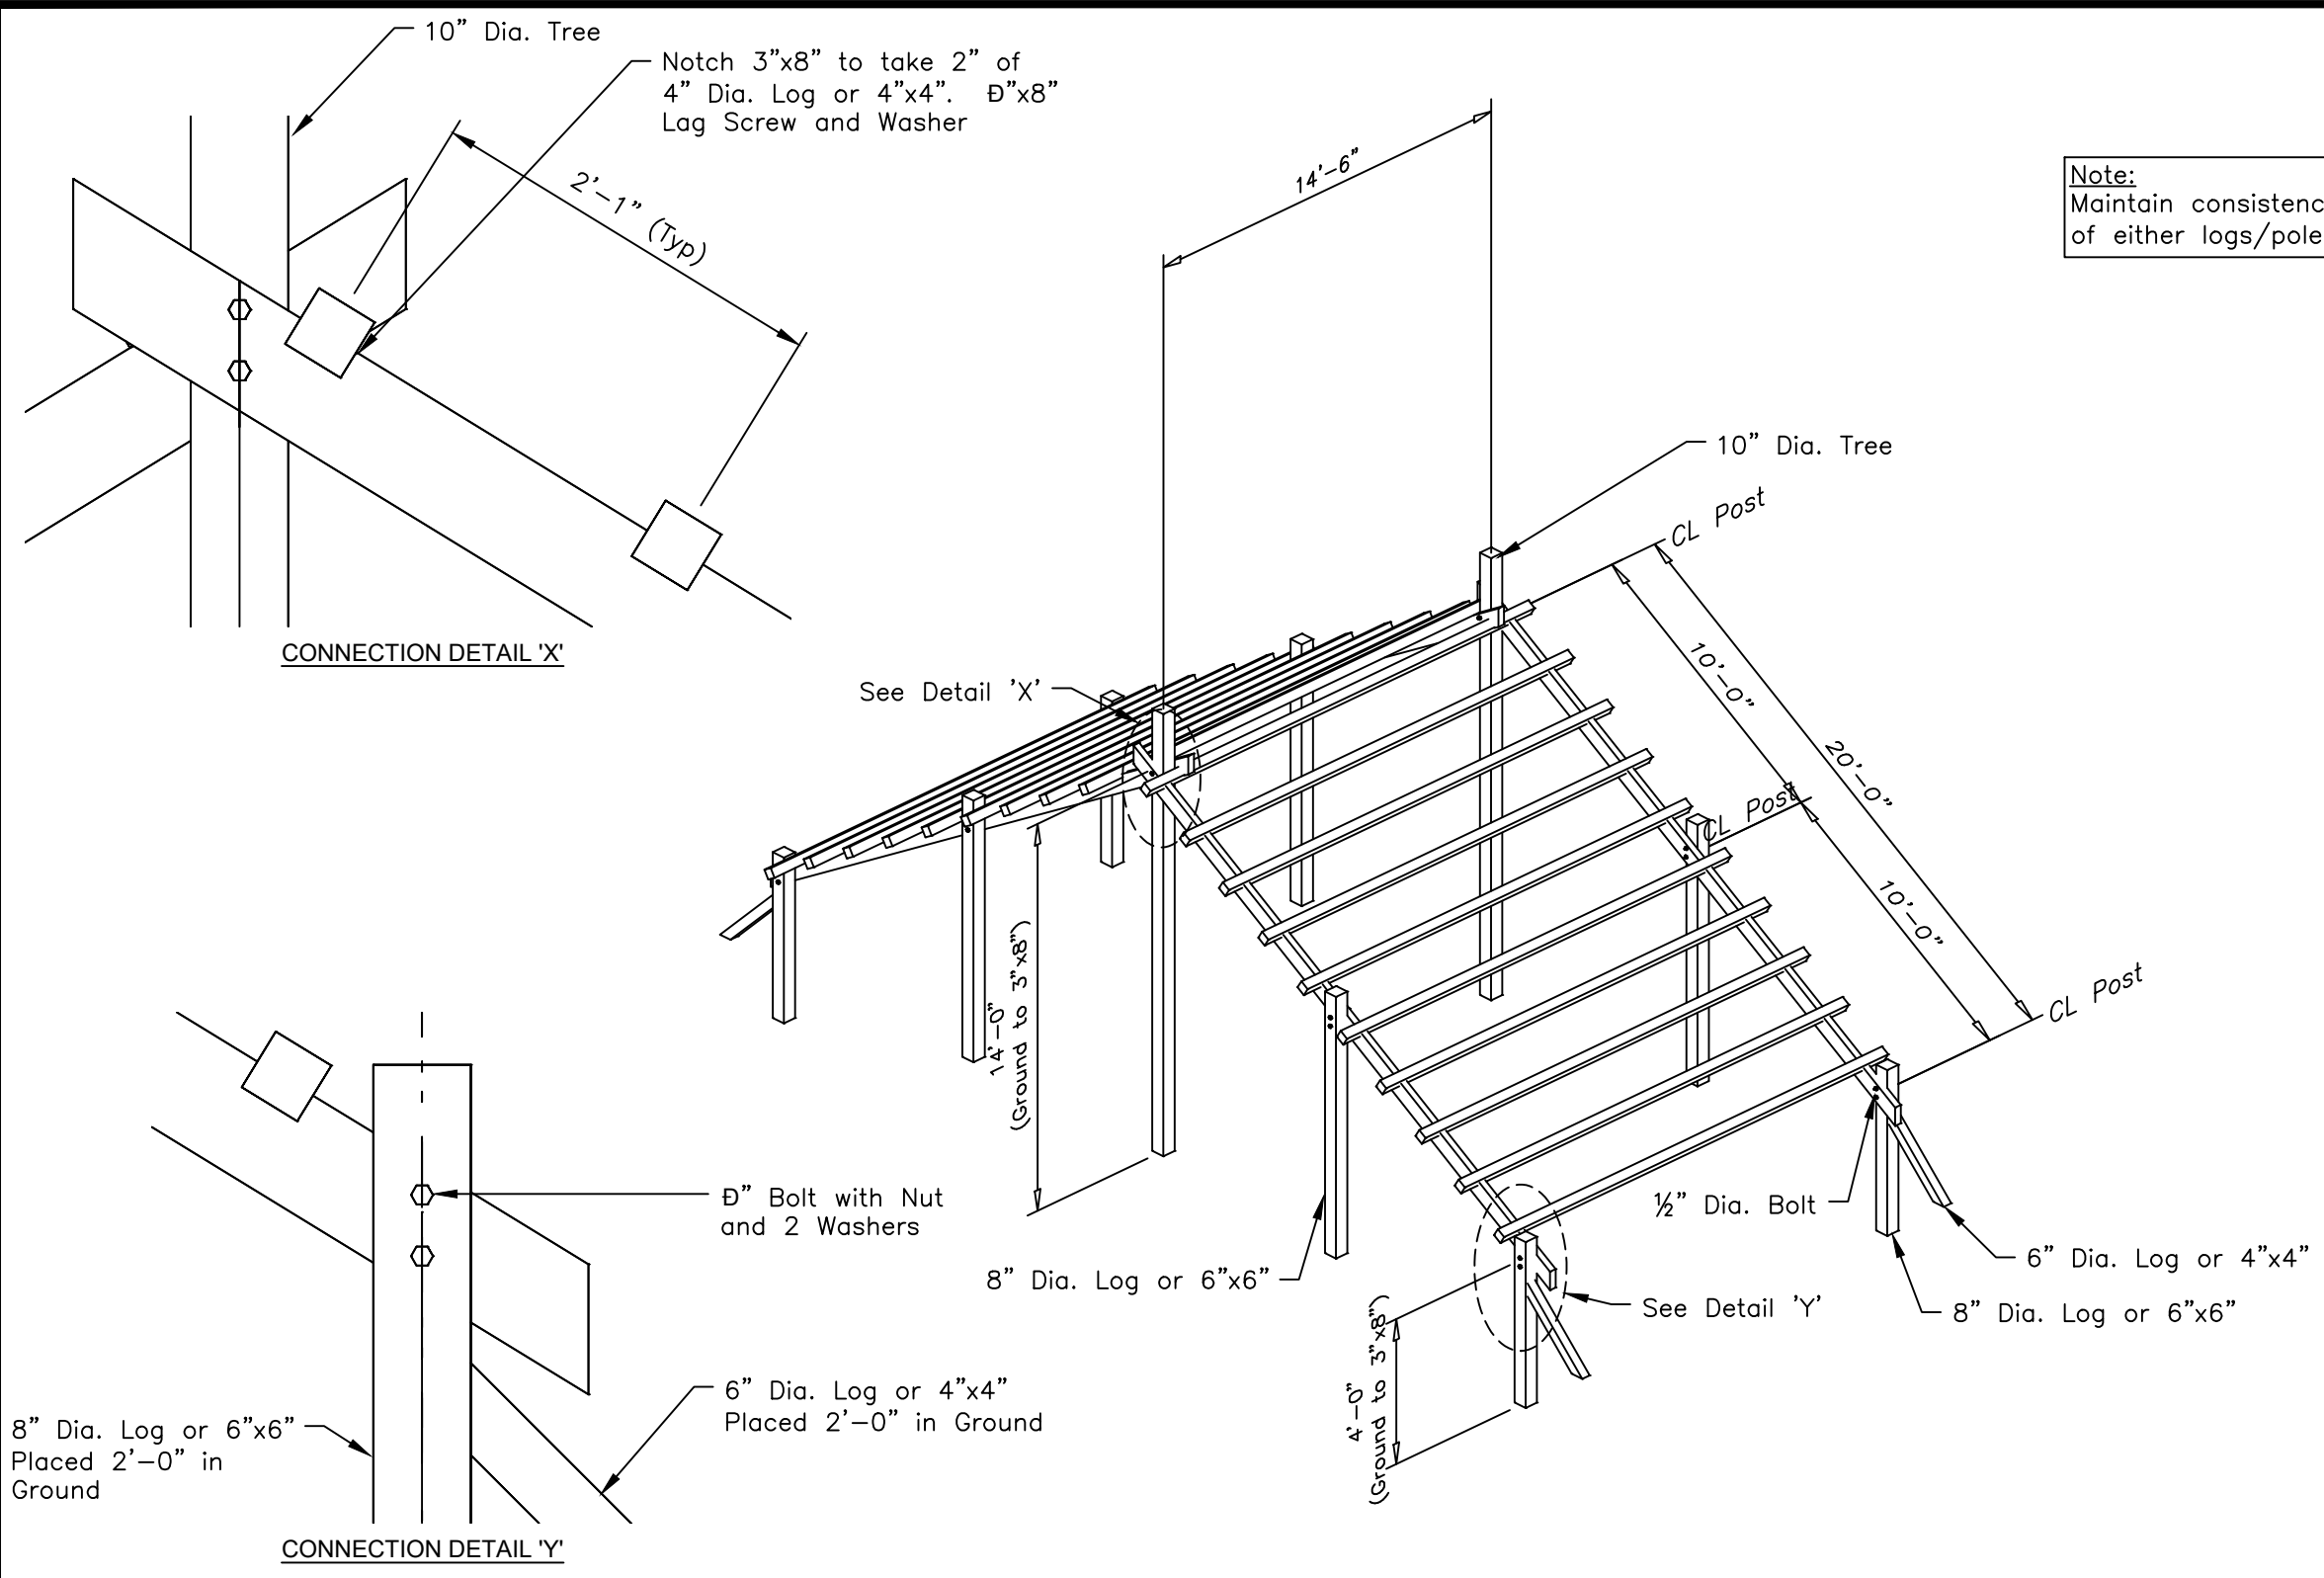 10” Dia. Tree
Notch 3”x8” to take 2” of
4” Dia. Log or 4”x4”. Đ”x8”
Lag Screw and Washer
2’–1” (Typ)
CONNECTION DETAIL 'X'
14’–6”
Note:
Maintain consistenc
of either logs/pole
10” Dia. Tree
CL Post
10’–0”
20’–0”
See Detail ’X’
CL Post
10’–0”
CL Post
14’–0”
(Ground to 3”x8”)
Đ” Bolt with Nut
and 2 Washers
½” Dia. Bolt
8” Dia. Log or 6”x6”
6” Dia. Log or 4”x4”
See Detail ’Y’
8” Dia. Log or 6”x6”
4’–0”
(Ground to 3”x8”)
6” Dia. Log or 4”x4”
Placed 2’–0” in Ground
8” Dia. Log or 6”x6”
Placed 2’–0” in
Ground
CONNECTION DETAIL 'Y'